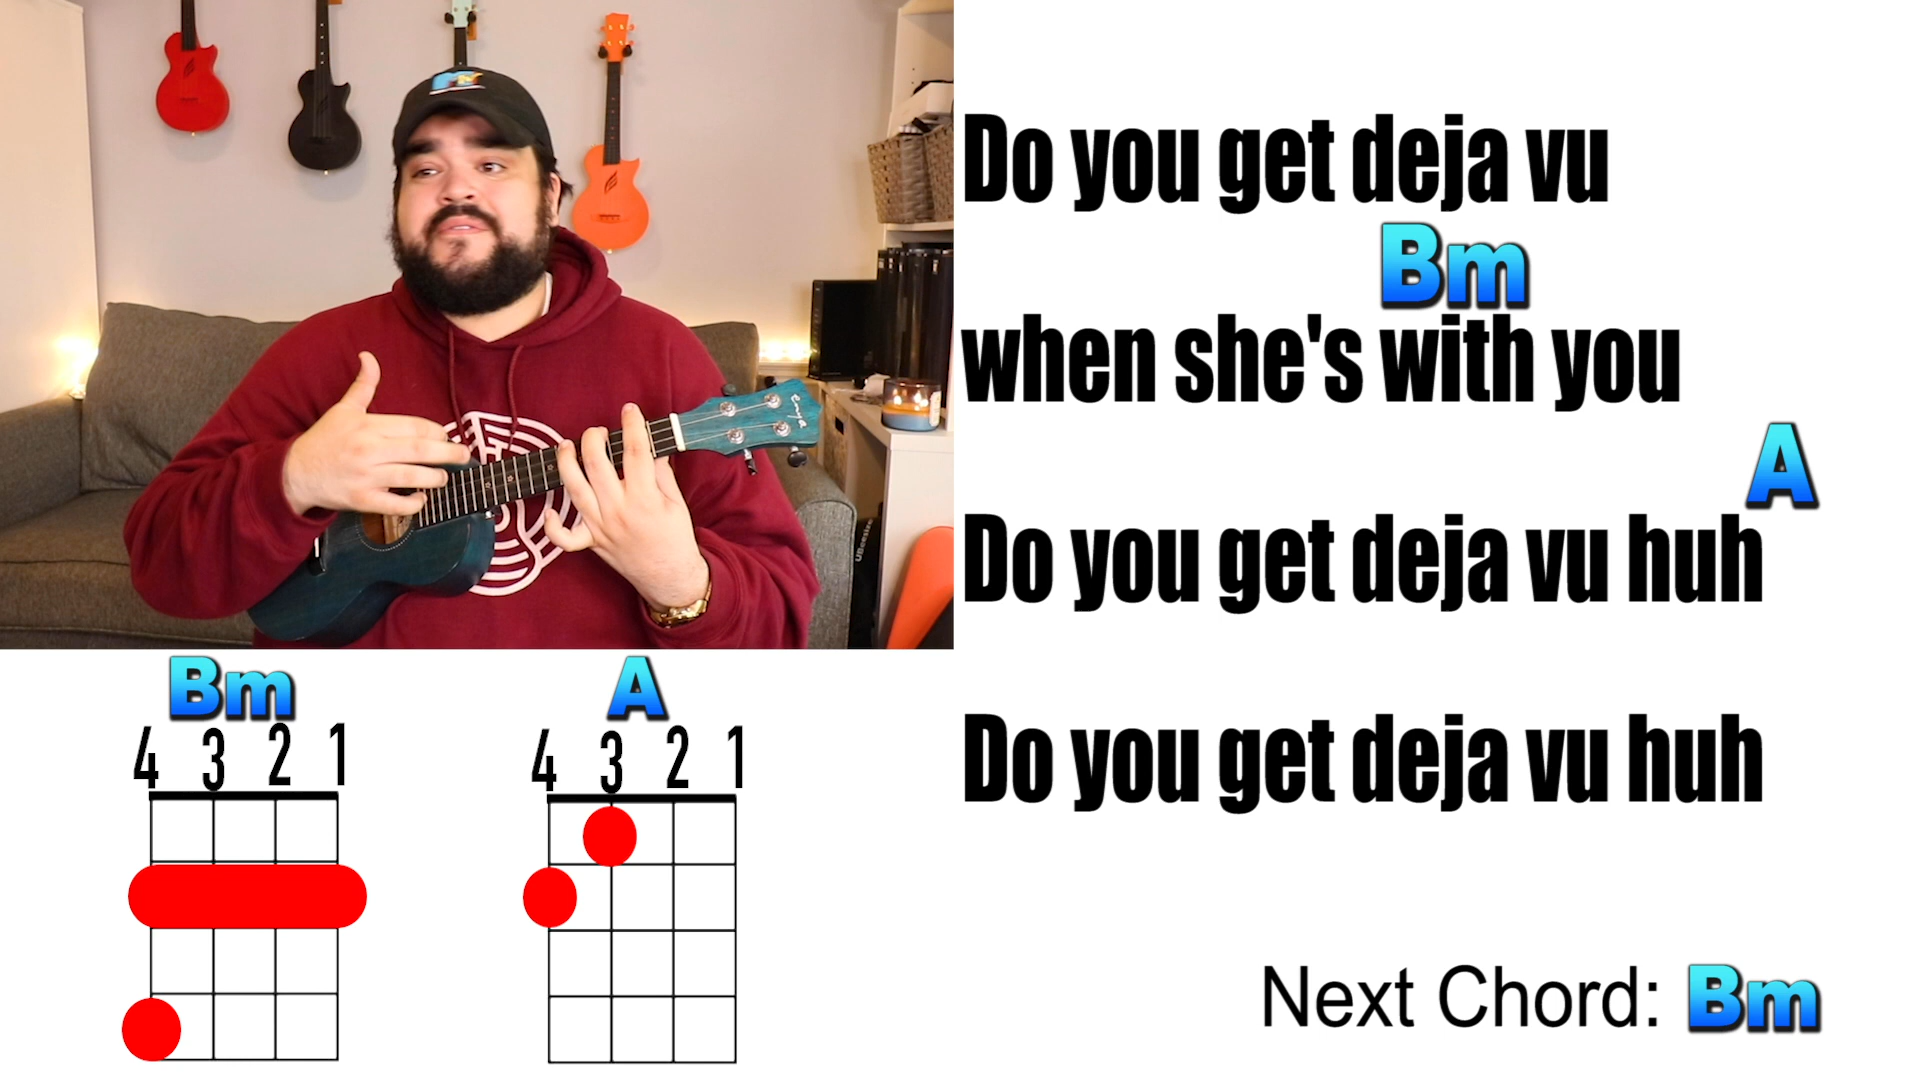 Do you get deja vu
Bm
when she's with you
A
Do you get deja vu huh
Do you get deja vu huh
Next Chord: Bm
Bm
4 3 2 1
A
4 3 2 1